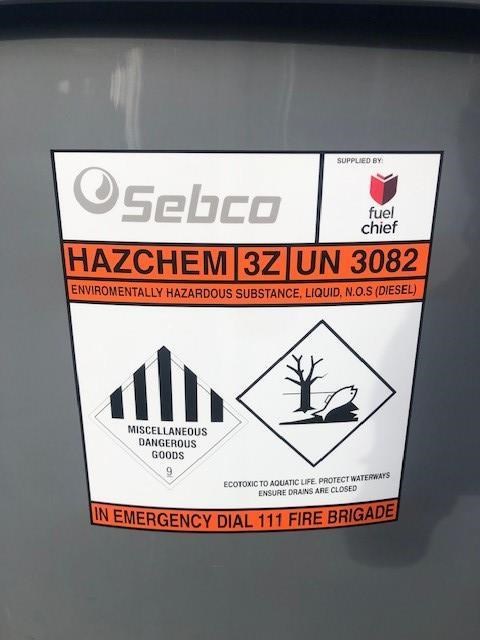 Sebco
SUPPLIED BY:
fuel
chief
HAZCHEM 3Z UN 3082
ENVIROMENTALLY HAZARDOUS SUBSTANCE, LIQUID, N.O.S (DIESEL)
MISCELLANEOUS
DANGEROUS
GOODS
9
ECOTOXIC TO AQUATIC LIFE. PROTECT WATERWAYS
ENSURE DRAINS ARE CLOSED
IN EMERGENCY DIAL 111 FIRE BRIGADE